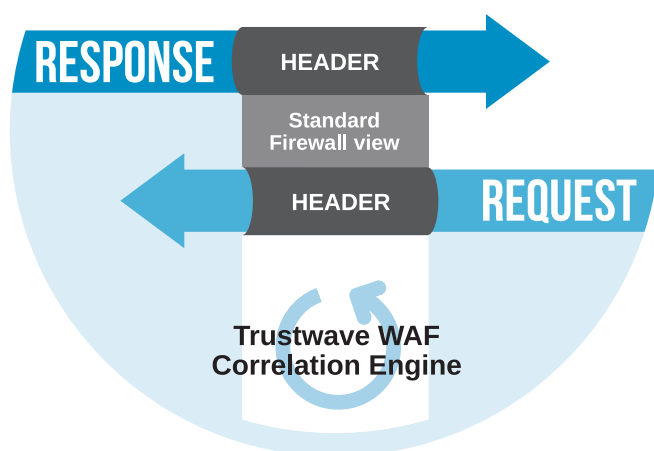 RESPONSE
HEADER
Standard
Firewall view
HEADER
REQUEST
Trustwave WAF
Correlation Engine